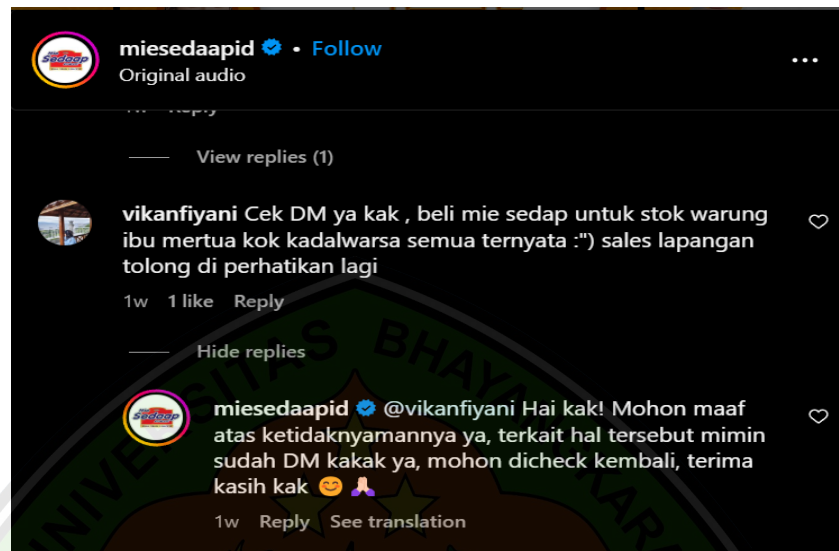 miesedaapid • Follow
Original audio
View replies (1)
vikanfiyani Cek DM ya kak , beli mie sedap untuk stok warung
ibu mertua kok kadalwarsa semua ternyata :") sales lapangan
tolong di perhatikan lagi
1w 1 like Reply
Hide replies
miesedaapid @vikanfiyani Hai kak! Mohon maaf
atas ketidaknyamannya ya, terkait hal tersebut mimin
sudah DM kakak ya, mohon dicheck kembali, terima
kasih kak 😊 🙏🏻
1w Reply See translation
UNIVERSITAS BHAYANGKARA